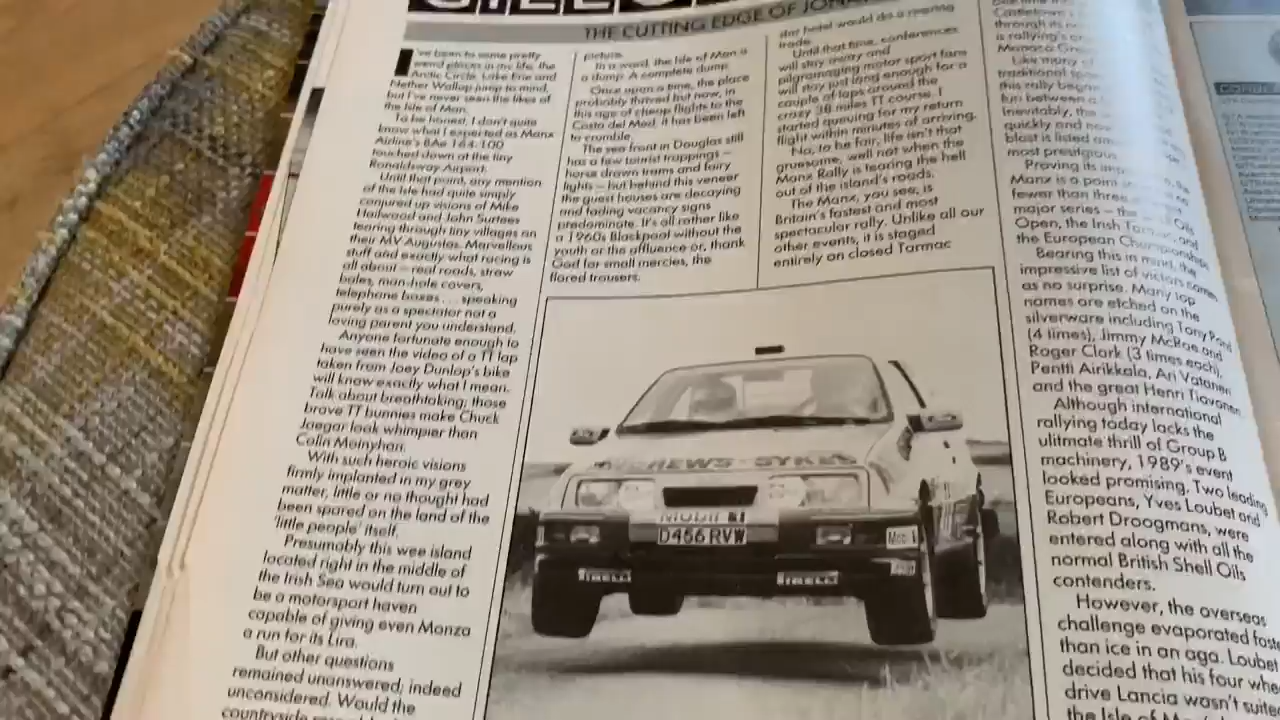 THE CUTTING EDGE OF
I've been to some pretty
weird places in my life, the
Arctic Circle, Lake Erie and
Nether Wallop jump to mind,
but I've never seen the likes of
the Isle of Man.
To be honest, I don't quite
know what I expected as Manx
Airline's BAe 146-100
touched down at the tiny
Ronaldsway Airport.
Until that point, any mention
of the Isle had quite simply
conjured up visions of Mike
Hailwood and John Surtees
tearing through tiny villages on
their MV Augustas. Marvellous
stuff and exactly what racing is
all about – real roads, straw
bales, man-hole covers,
telephone boxes . . . speaking
purely as a spectator not a
loving parent you understand.
Anyone fortunate enough to
have seen the video of a TT lap
taken from Joey Dunlop's bike
will know exactly what I mean.
Talk about breathtaking; those
brave TT bunnies make Chuck
Jaegar look whimpier than
Colin Moinyhan.
With such heroic visions
firmly implanted in my grey
matter, little or no thought had
been spared on the land of the
'little people' itself.
Presumably this wee island
located right in the middle of
the Irish Sea would turn out to
be a motorsport haven
capable of giving even Monza
a run for its Lira.
But other questions
remained unanswered; indeed
unconsidered. Would the
countryside
picture.
In a word, the Isle of Man is
a dump. A complete dump.
Once upon a time, the place
probably thrived but now, in
this age of cheap flights to the
Costa del Med, it has been left
to crumble.
The sea front in Douglas still
has a few tourist trappings –
horse drawn trams and fairy
lights – but behind this veneer
the guest houses are decaying
and fading vacancy signs
predominate. It's all rather like
a 1960s Blackpool without the
youth or the affluence or, thank
God for small mercies, the
flared trousers.
star hotel would do a roaring
trade.
Until that time, conferences
will stay away and
pilgramaging motor sport fans
will stay just long enough for a
couple of laps around the
crazy 38 miles TT course. I
started queuing for my return
flight within minutes of arriving.
No, to be fair, life isn't that
gruesome, well not when the
Manx Rally is tearing the hell
out of the island's roads.
The Manx, you see, is
Britain's fastest and most
spectacular rally. Unlike all our
other events, it is staged
entirely on closed Tarmac
Castletown
through its
is rallying's
Monaco
Like many
traditional
this rally
fun between
Inevitably, the
quickly and now
blast is listed
most prestigious
Proving its
Manx is a point
fewer than three
major series – the
Open, the Irish Tarmac and
the European Championship.
Bearing this in mind, the
impressive list of victors comes
as no surprise. Many top
names are etched on the
silverware including Tony Pond
(4 times), Jimmy McRae and
Roger Clark (3 times each),
Pentti Airikkala, Ari Vatanen
and the great Henri Tiovonen.
Although international
rallying today lacks the
ulitmate thrill of Group B
machinery, 1989's event
looked promising. Two leading
Europeans, Yves Loubet and
Robert Droogmans, were
entered along with all the
normal British Shell Oils
contenders.
However, the overseas
challenge evaporated faster
than ice in an aga. Loubet
decided that his four wheel
drive Lancia wasn't suited
the Isle of
ANDREWS-SYKES
Mobil 1
D456 RVW
Mobil
PIRELLI
PIRELLI